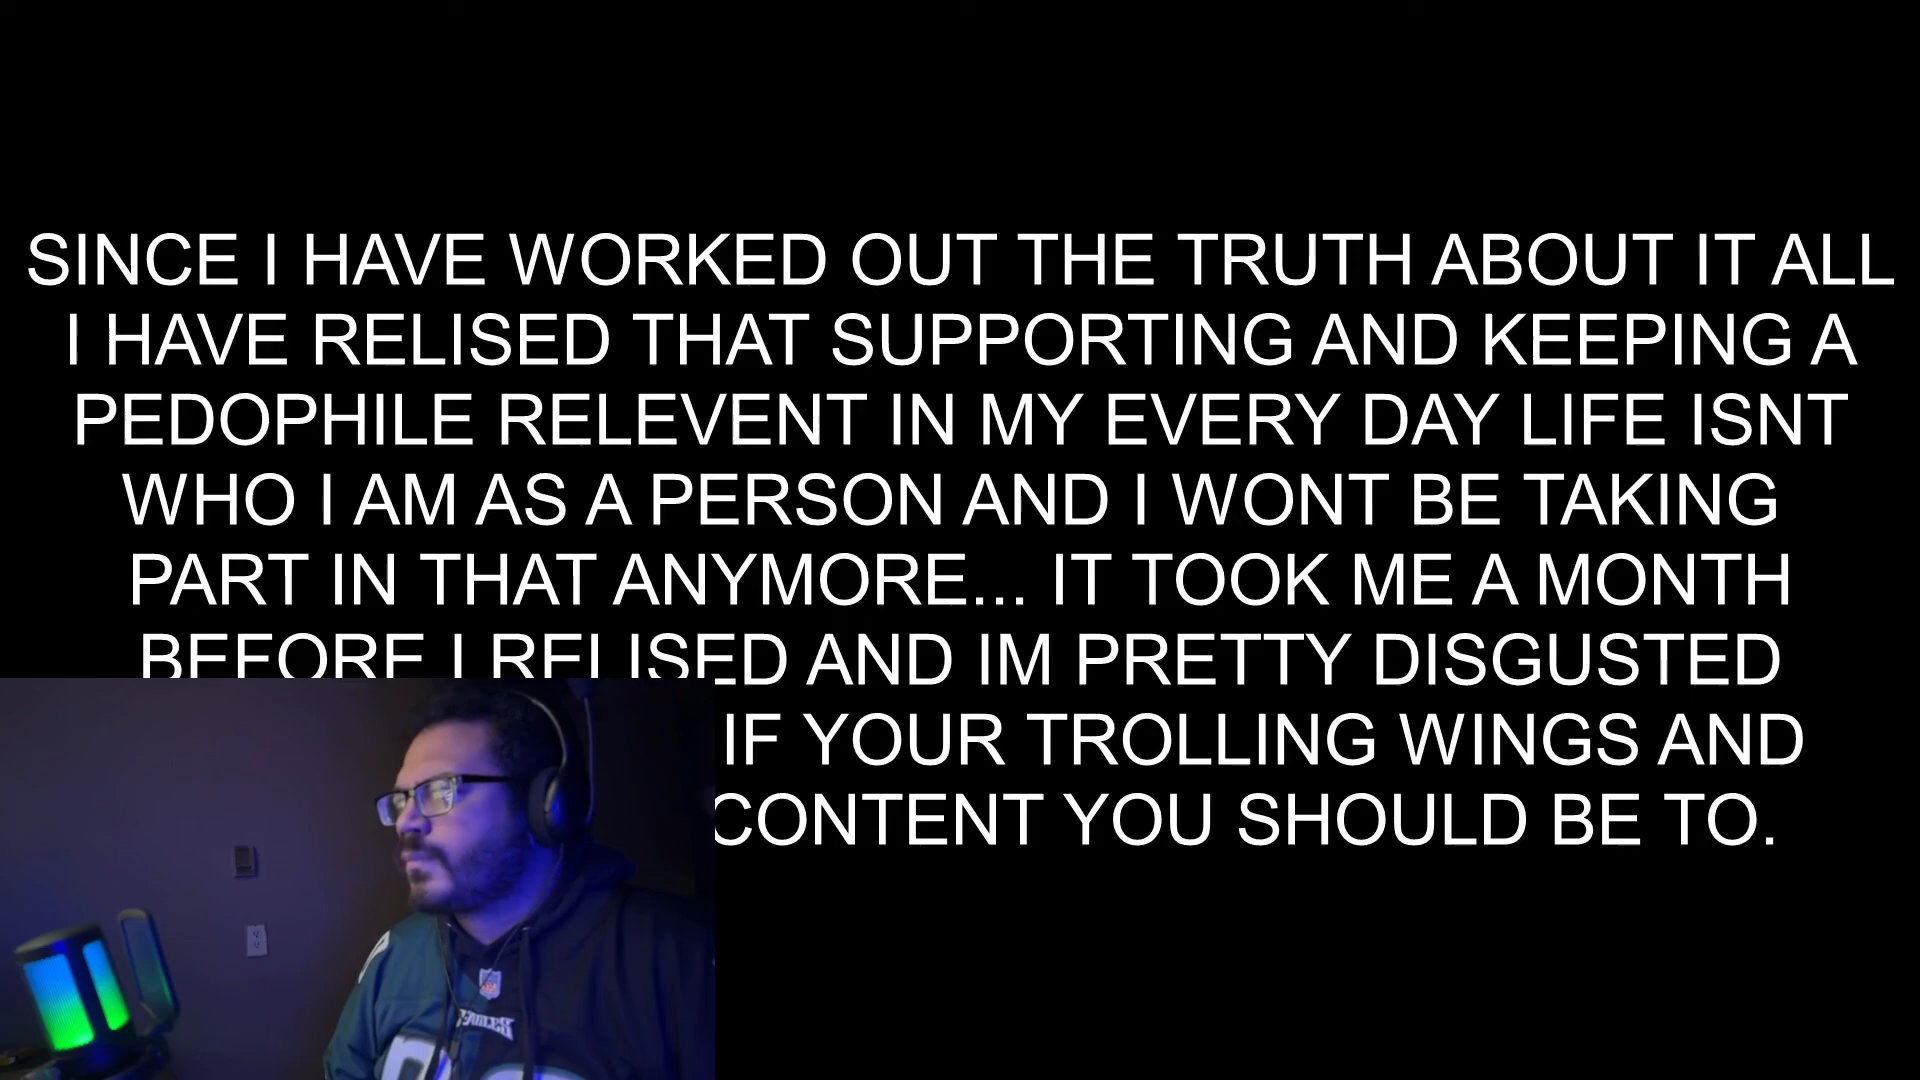 SINCE I HAVE WORKED OUT THE TRUTH ABOUT IT ALL
I HAVE RELISED THAT SUPPORTING AND KEEPING A
PEDOPHILE RELEVENT IN MY EVERY DAY LIFE ISNT
WHO I AM AS A PERSON AND I WONT BE TAKING
PART IN THAT ANYMORE... IT TOOK ME A MONTH
BEFORE I RELISED AND IM PRETTY DISGUSTED
IF YOUR TROLLING WINGS AND
CONTENT YOU SHOULD BE TO.
EAGLES